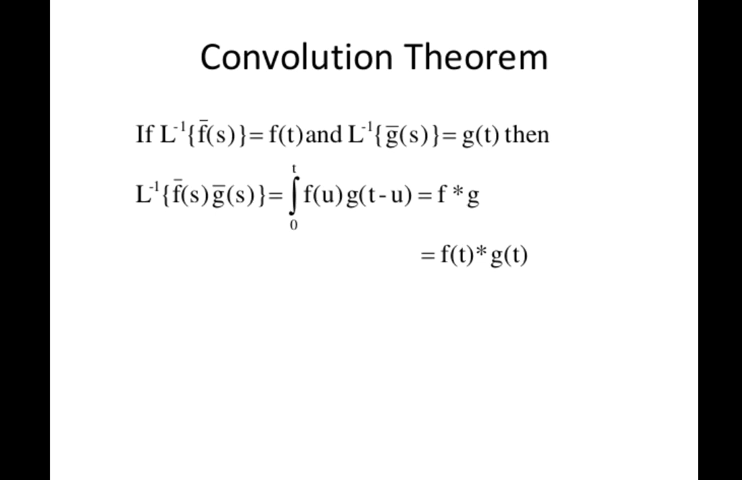 Convolution Theorem
If L⁻¹{f̄(s)}= f(t) and L⁻¹{ḡ(s)}= g(t) then
L⁻¹{f̄(s)ḡ(s)}= ∫₀ᵗ f(u)g(t-u) = f * g
= f(t)* g(t)